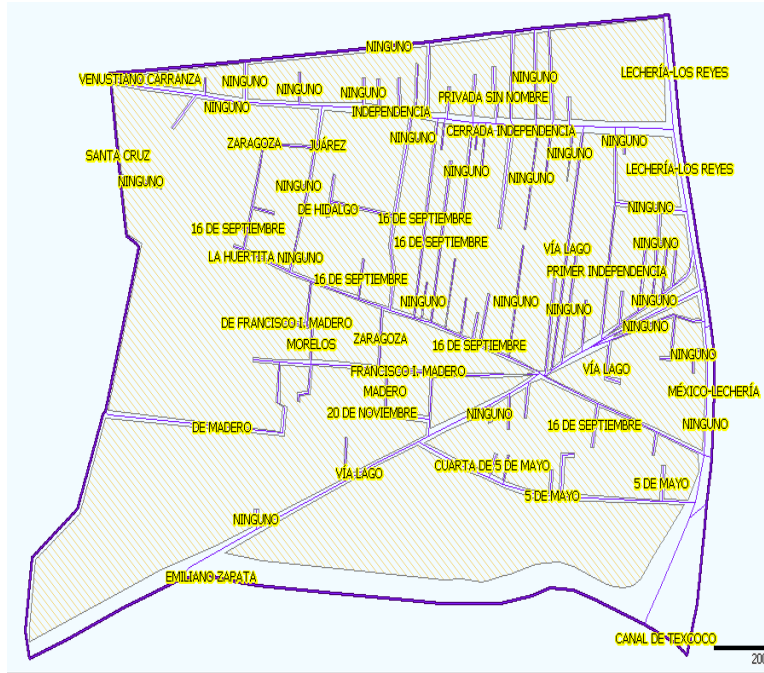 NINGUNO
LECHERÍA-LOS REYES
VENUSTIANO CARRANZA
NINGUNO
NINGUNO
NINGUNO
NINGUNO
PRIVADA SIN NOMBRE
NINGUNO
INDEPENDENCIA
CERRADA INDEPENDENCIA
NINGUNO
ZARAGOZA
JUÁREZ
NINGUNO
NINGUNO
SANTA CRUZ
LECHERÍA-LOS REYES
NINGUNO
NINGUNO
NINGUNO
NINGUNO
DE HIDALGO
16 DE SEPTIEMBRE
NINGUNO
16 DE SEPTIEMBRE
16 DE SEPTIEMBRE
VÍA LAGO
NINGUNO
LA HUERTITA
NINGUNO
PRIMER INDEPENDENCIA
16 DE SEPTIEMBRE
NINGUNO
NINGUNO
NINGUNO
NINGUNO
DE FRANCISCO I. MADERO
NINGUNO
ZARAGOZA
MORELOS
16 DE SEPTIEMBRE
NINGUNO
FRANCISCO I. MADERO
VÍA LAGO
MADERO
MÉXICO-LECHERÍA
20 DE NOVIEMBRE
NINGUNO
DE MADERO
16 DE SEPTIEMBRE
NINGUNO
CUARTA DE 5 DE MAYO
VÍA LAGO
5 DE MAYO
5 DE MAYO
NINGUNO
EMILIANO ZAPATA
CANAL DE TEXCOCO
200